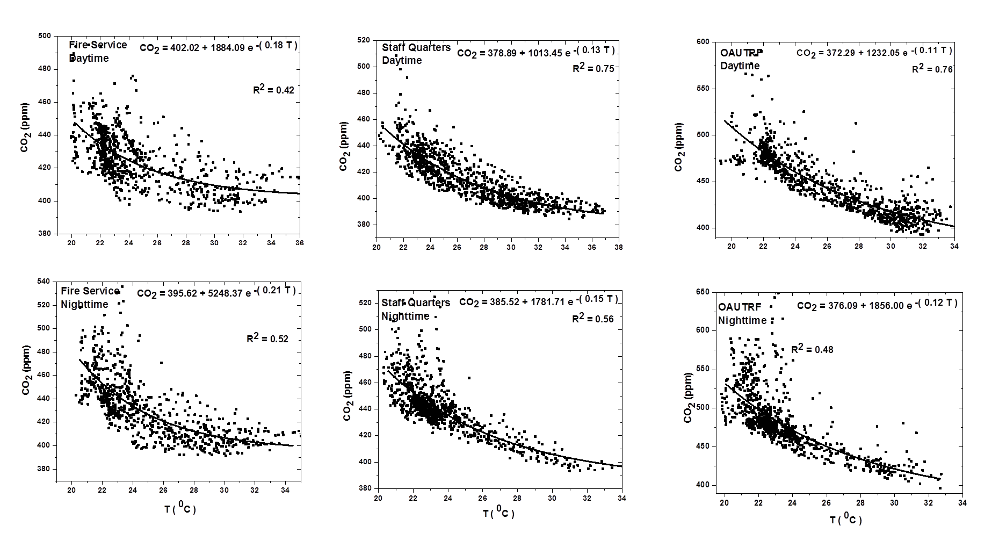 Fire Service
Daytime
CO2 = 402.02 + 1884.09 e -( 0.18 T )
R2 = 0.42
CO2 (ppm)
500
480
460
440
420
400
380
20 22 24 26 28 30 32 34 36
Staff Quarters
Daytime
CO2 = 378.89 + 1013.45 e -( 0.13 T )
R2 = 0.75
CO2 (ppm)
520
500
480
460
440
420
400
380
20 22 24 26 28 30 32 34 36 38
OAUTRF
Daytime
CO2 = 372.29 + 1232.05 e -( 0.11 T )
R2 = 0.76
CO2 (ppm)
600
550
500
450
400
20 22 24 26 28 30 32 34
Fire Service
Nighttime
CO2 = 395.62 + 5248.37 e -( 0.21 T )
R2 = 0.52
CO2 (ppm)
540
520
500
480
460
440
420
400
380
20 22 24 26 28 30 32 34
T ( 0C )
Staff Quarters
Nighttime
CO2 = 385.52 + 1781.71 e -( 0.15 T )
R2 = 0.56
CO2 (ppm)
520
500
480
460
440
420
400
380
20 22 24 26 28 30 32 34
T ( 0C )
OAUTRF
Nighttime
CO2 = 376.09 + 1856.00 e -( 0.12 T )
R2 = 0.48
CO2 (ppm)
650
600
550
500
450
400
20 22 24 26 28 30 32 34
T ( 0C )